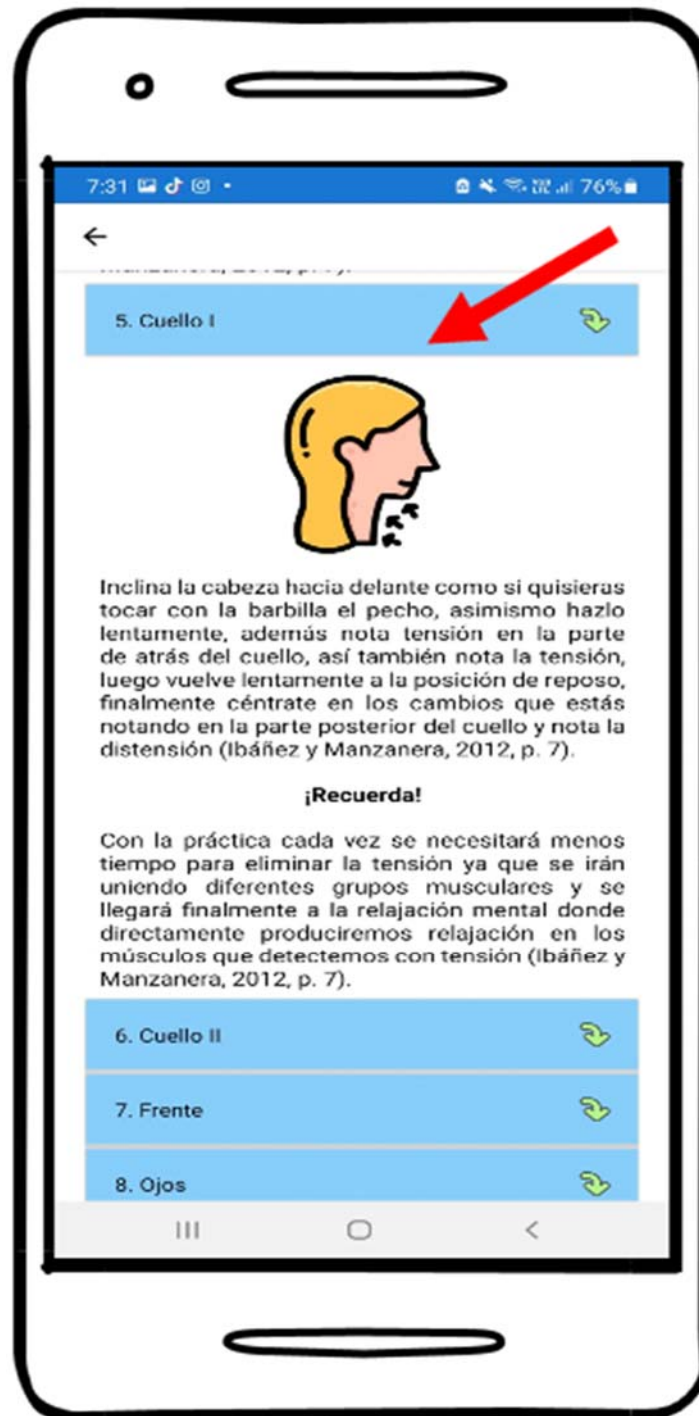 7:31
76%
5. Cuello I
Inclina la cabeza hacia delante como si quisieras
tocar con la barbilla el pecho, asimismo hazlo
lentamente, además nota tensión en la parte
de atrás del cuello, así también nota la tensión,
luego vuelve lentamente a la posición de reposo,
finalmente céntrate en los cambios que estás
notando en la parte posterior del cuello y nota la
distensión (Ibáñez y Manzanera, 2012, p. 7).
¡Recuerda!
Con la práctica cada vez se necesitará menos
tiempo para eliminar la tensión ya que se irán
uniendo diferentes grupos musculares y se
llegará finalmente a la relajación mental donde
directamente produciremos relajación en los
músculos que detectemos con tensión (Ibáñez y
Manzanera, 2012, p. 7).
6. Cuello II
7. Frente
8. Ojos